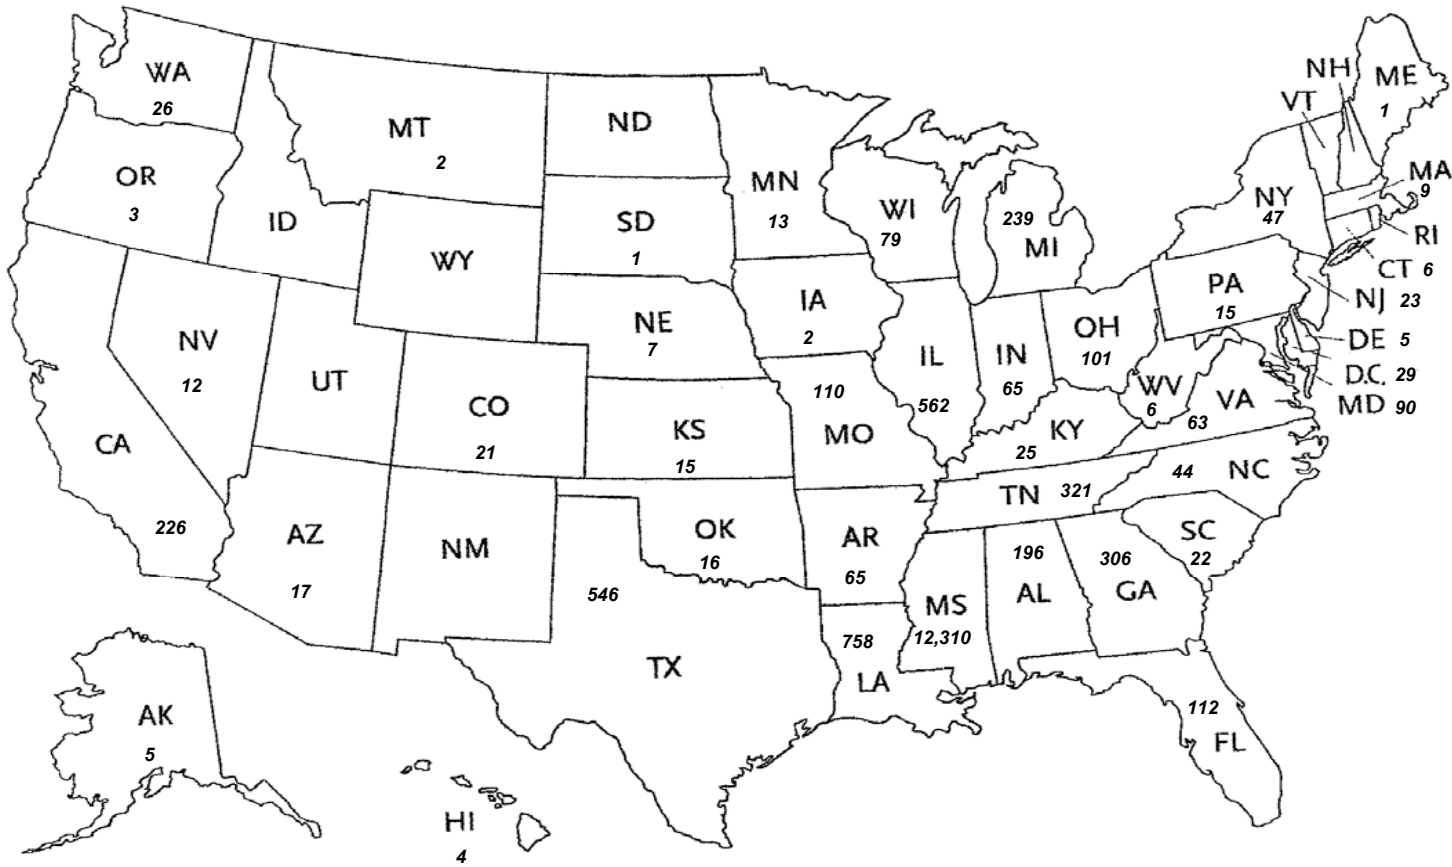 WA
26
OR
3
CA
226
NV
12
ID
MT
2
WY
UT
AZ
17
CO
21
NM
ND
SD
1
NE
7
KS
15
OK
16
546
TX
MN
13
IA
2
110
MO
AR
65
758
LA
WI
79
IL
562
239
MI
IN
65
OH
101
KY
25
TN 321
MS
12,310
196
AL
306
GA
112
FL
SC
22
44 NC
VA
63
WV
6
PA
15
NY
47
VT
NH
ME
1
MA
9
RI
CT 6
NJ 23
DE 5
D.C. 29
MD 90
AK
5
HI
4